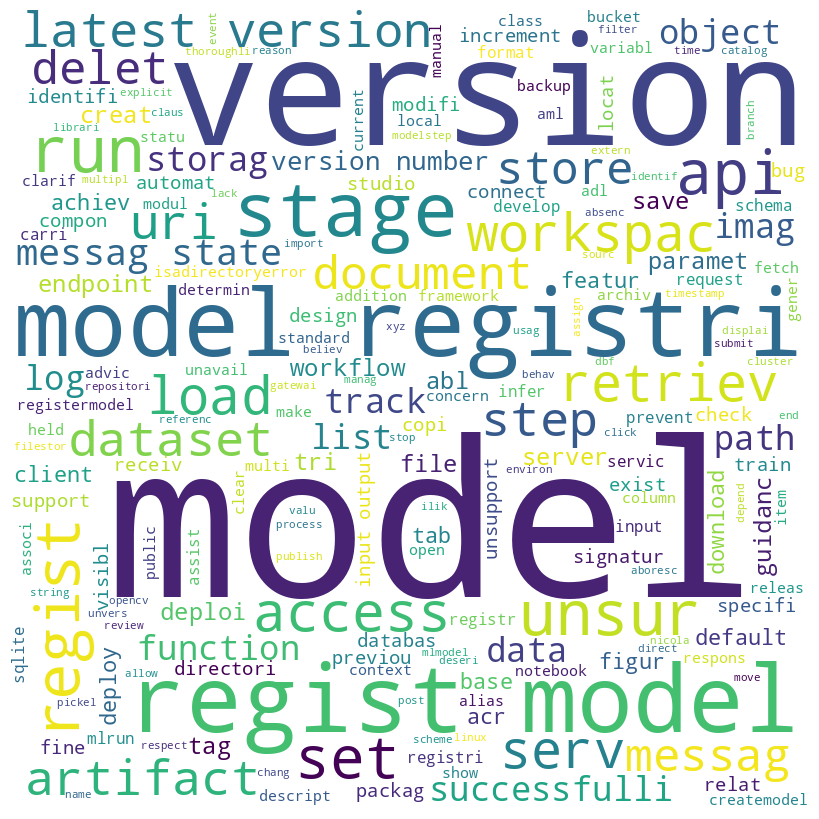 latest version
event
thoroughli
reason
class
increment
manual
bucket
filter
object
time
catalog
delet
explicit
version
format
variabl
identifi
creat
claus
librari
modifi
backup
current
local
modelstep
aml
locat
branch
run
statu
storag
version number
store
extern
api
bug
clarif
multipl
automat
lack
studio
connect
adl
identif
achiev
modul
uri
stage
develop
save
schema
compon
carri
workspac
imag
absenc
messag state
import
sourc
isadirectoryerror
document
paramet
endpoint
determin
featur
request
fetch
addition
framework
archiv
timestamp
gener
design
assign
model registri
standard
xyz
usag
displai
believ
dbf
submit
cluster
log
advic
unavail
workflow
behav
repositori
gatewai
manag
abl
infer
retriev
registermodel
load
track
concern
held
make
copi
step
prevent
check
referenc
stop
click
end
filestor
dataset
list
path
client
receiv
multi
tri
file
server
servic
train
environ
support
clear
input output
unsupport
exist
column
download
depend
guidanc
item
model
valu
process
ilik
tab
open
input
associ
public
assist
publish
signatur
aboresc
visibl
releas
string
regist
opencv
unvers
review
deploi
access
registr
unsur
specifi
function
databas
mlmodel
deseri
data
nicola
default
sqlite
deploy
directori
previou
context
base
notebook
figur
direct
respons
allow
regist model
alias
move
pickel
post
acr
fine
mlrun
respect
tag
set
registri
scheme
linux
serv
messag
show
artifact
chang
packag
successfulli
relat
name
descript
createmodel